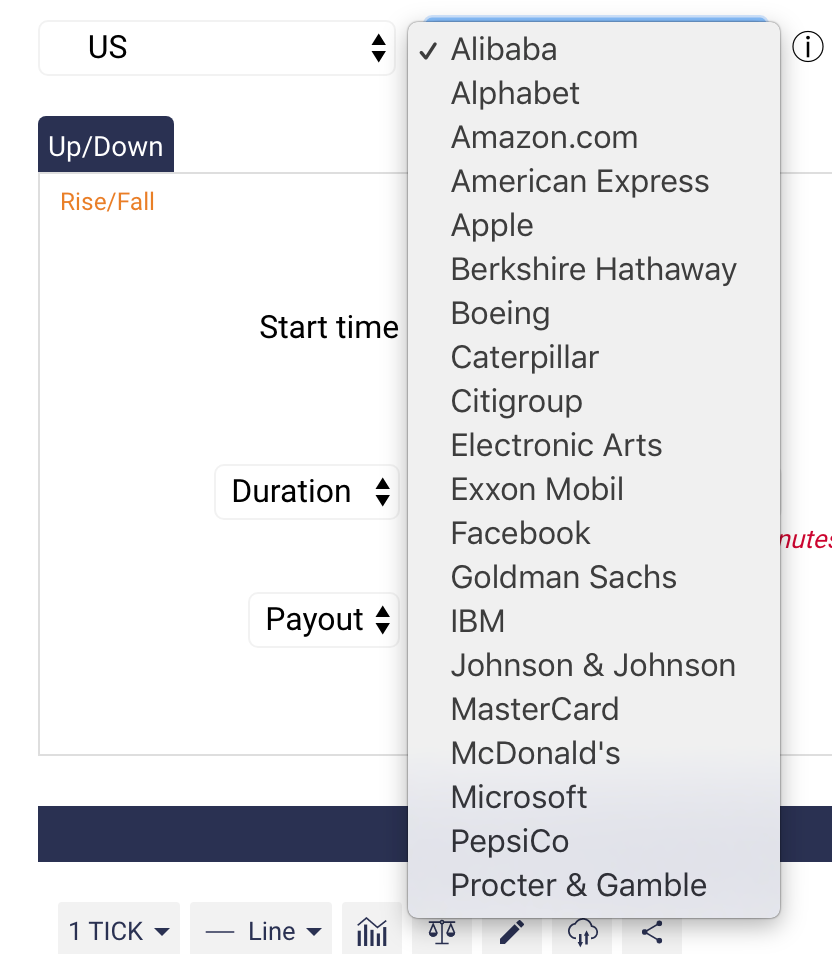 US
✓ Alibaba
Alphabet
Amazon.com
American Express
Apple
Berkshire Hathaway
Boeing
Caterpillar
Citigroup
Electronic Arts
Exxon Mobil
Facebook
Goldman Sachs
IBM
Johnson & Johnson
MasterCard
McDonald's
Microsoft
PepsiCo
Procter & Gamble
Up/Down
Rise/Fall
Start time
Duration
Payout
1 TICK
Line